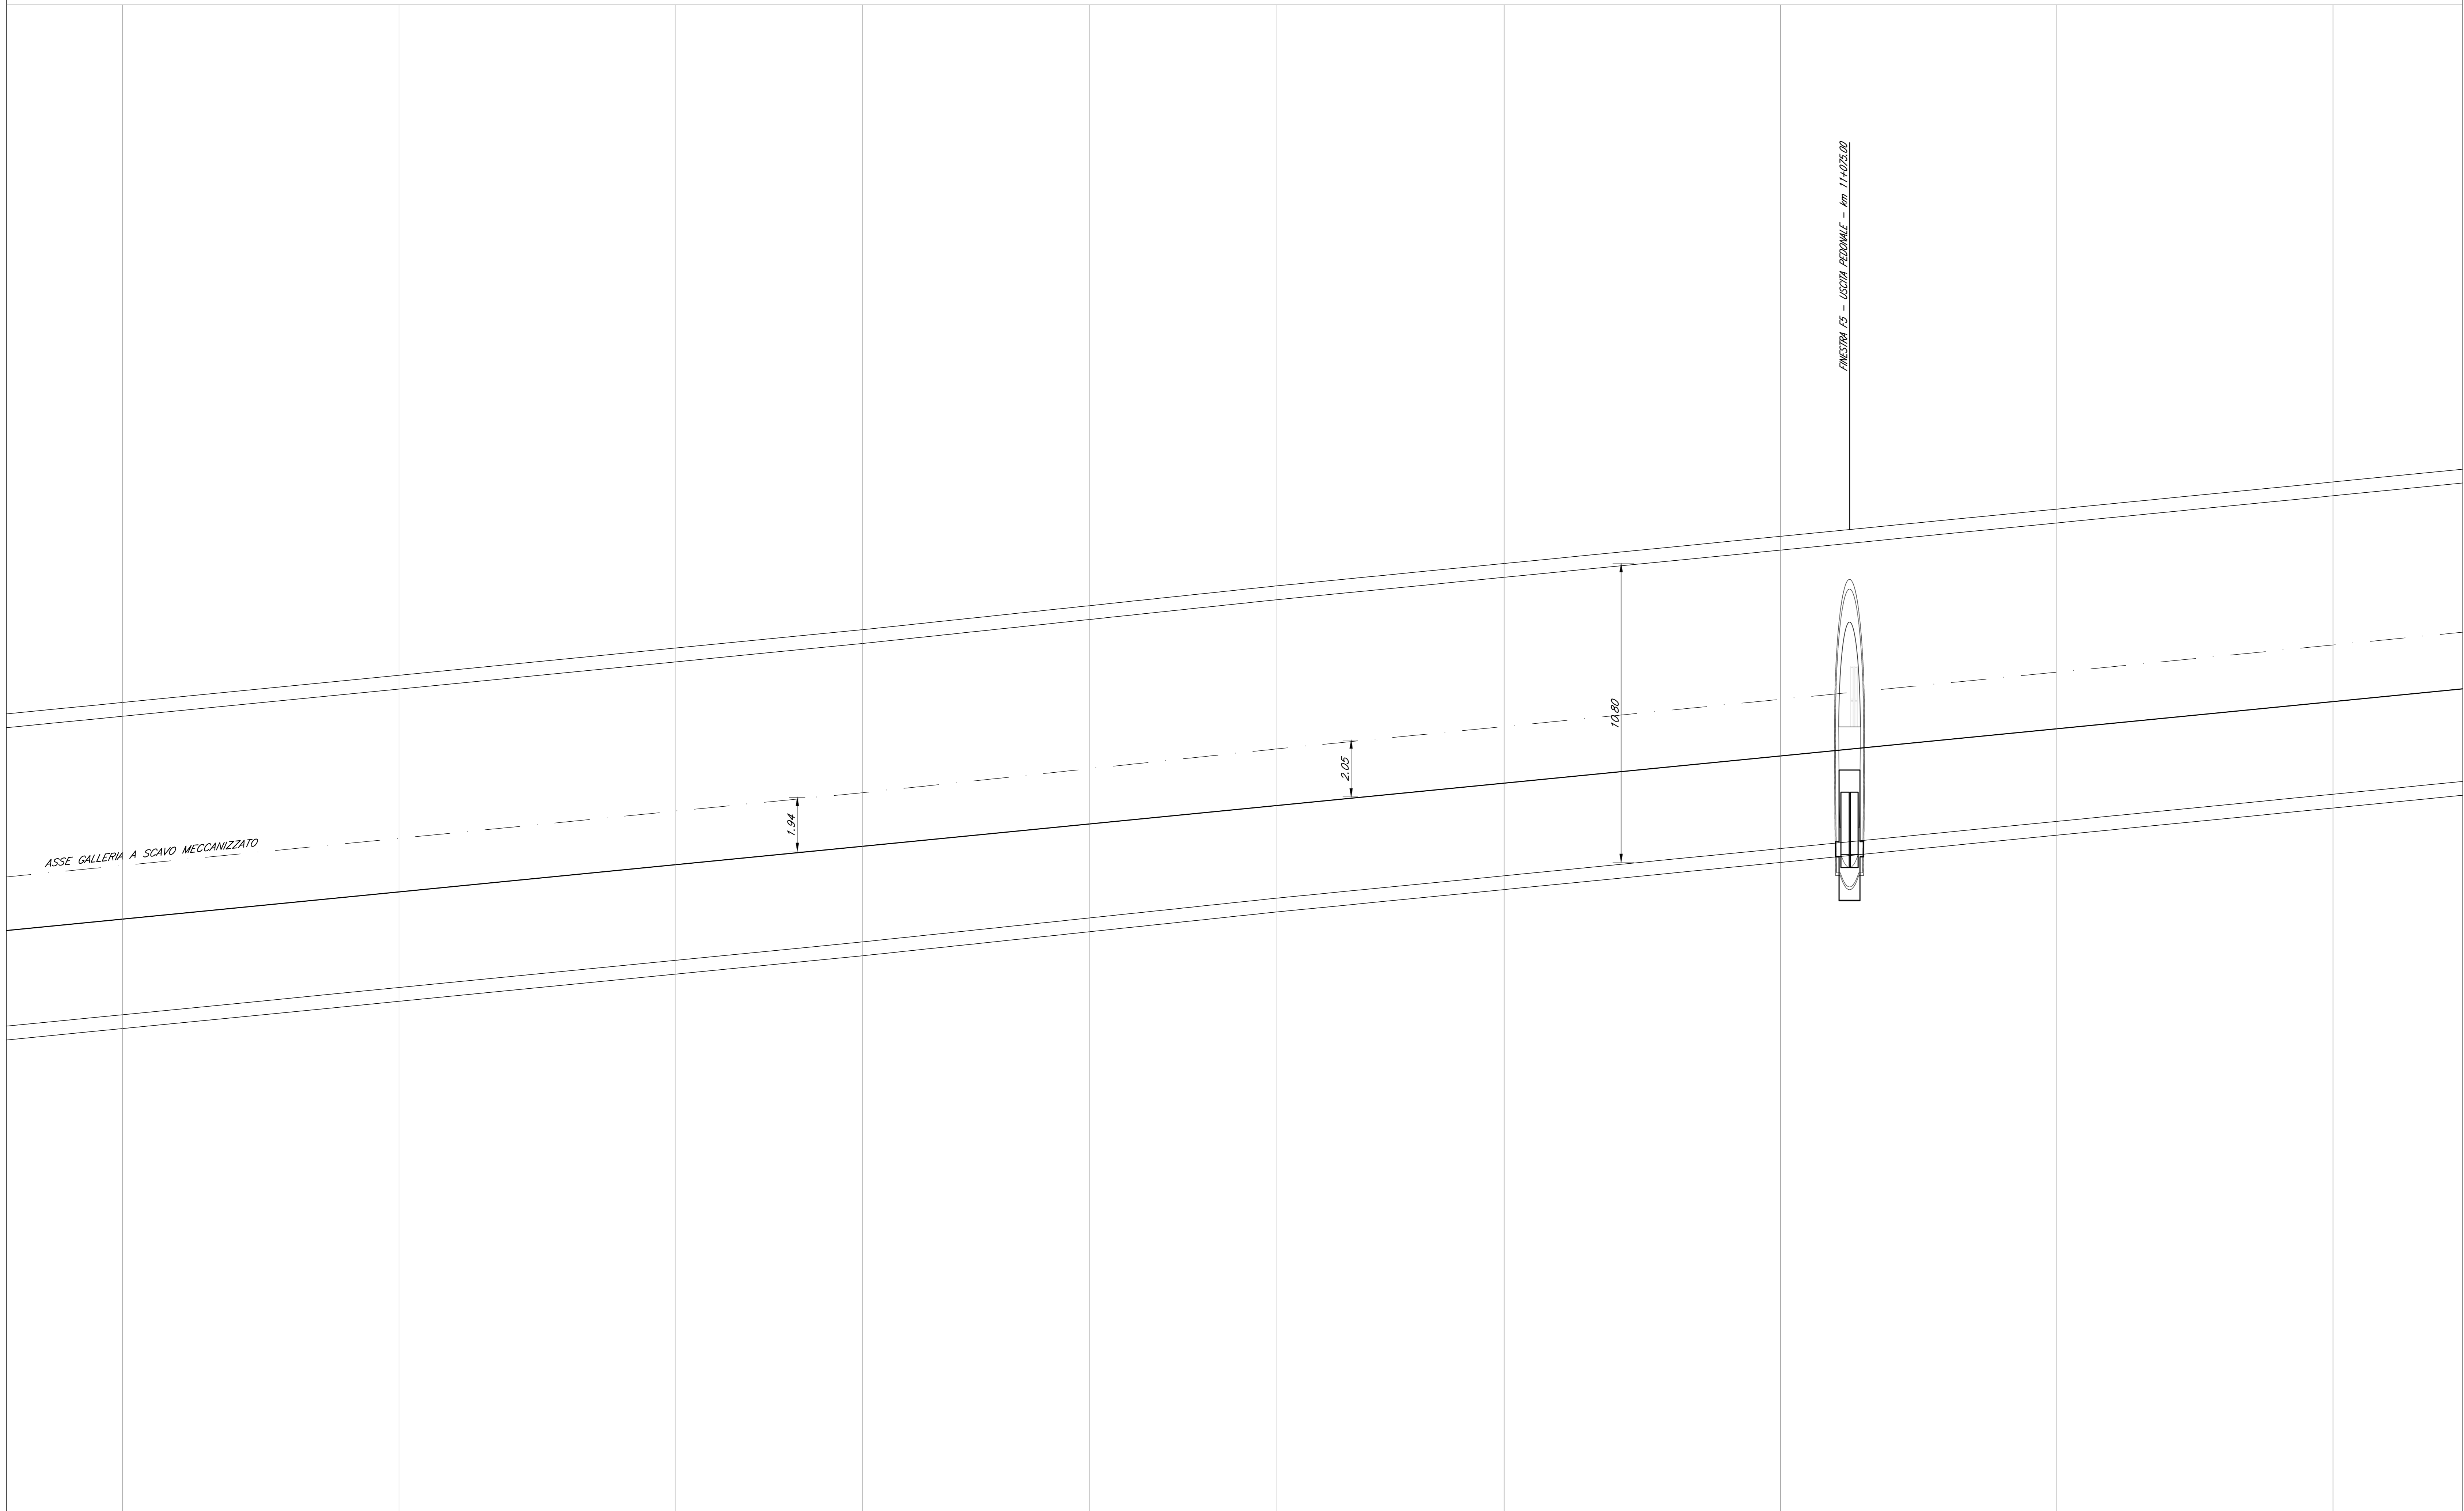 FINESTRA F5 - USCITA PEDONALE - km 11+075.00
10.80
2.05
1.94
ASSE GALLERIA A SCAVO MECCANIZZATO